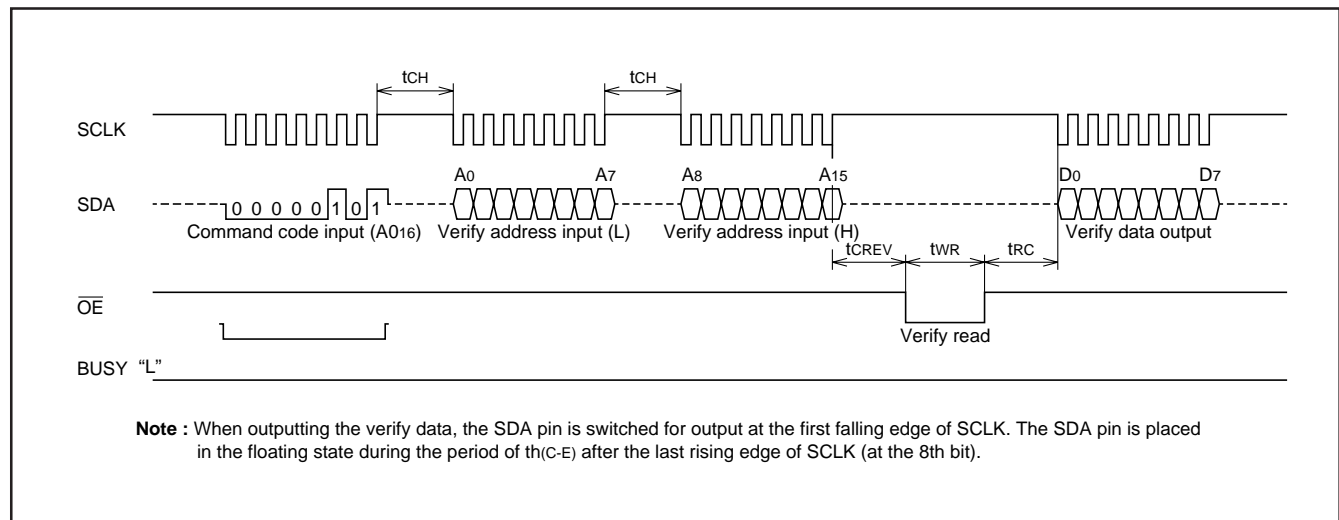 tCH tCH
SCLK
A0 A7 A8 A15 D0 D7
SDA 0 0 0 0 0 1 0 1
Command code input (A016) Verify address input (L) Verify address input (H) Verify data output
tCREV tWR tRC
OE
Verify read
BUSY “L”
Note : When outputting the verify data, the SDA pin is switched for output at the first falling edge of SCLK. The SDA pin is placed
in the floating state during the period of th(C-E) after the last rising edge of SCLK (at the 8th bit).